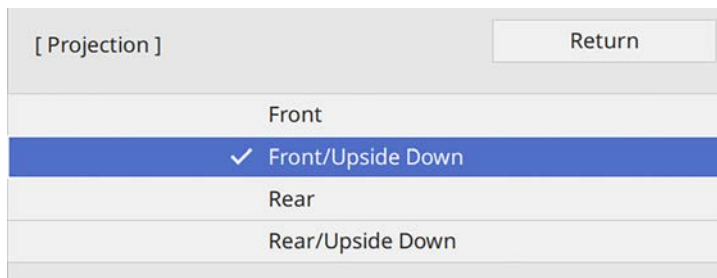 [ Projection ]
Return
Front
Front/Upside Down
Rear
Rear/Upside Down